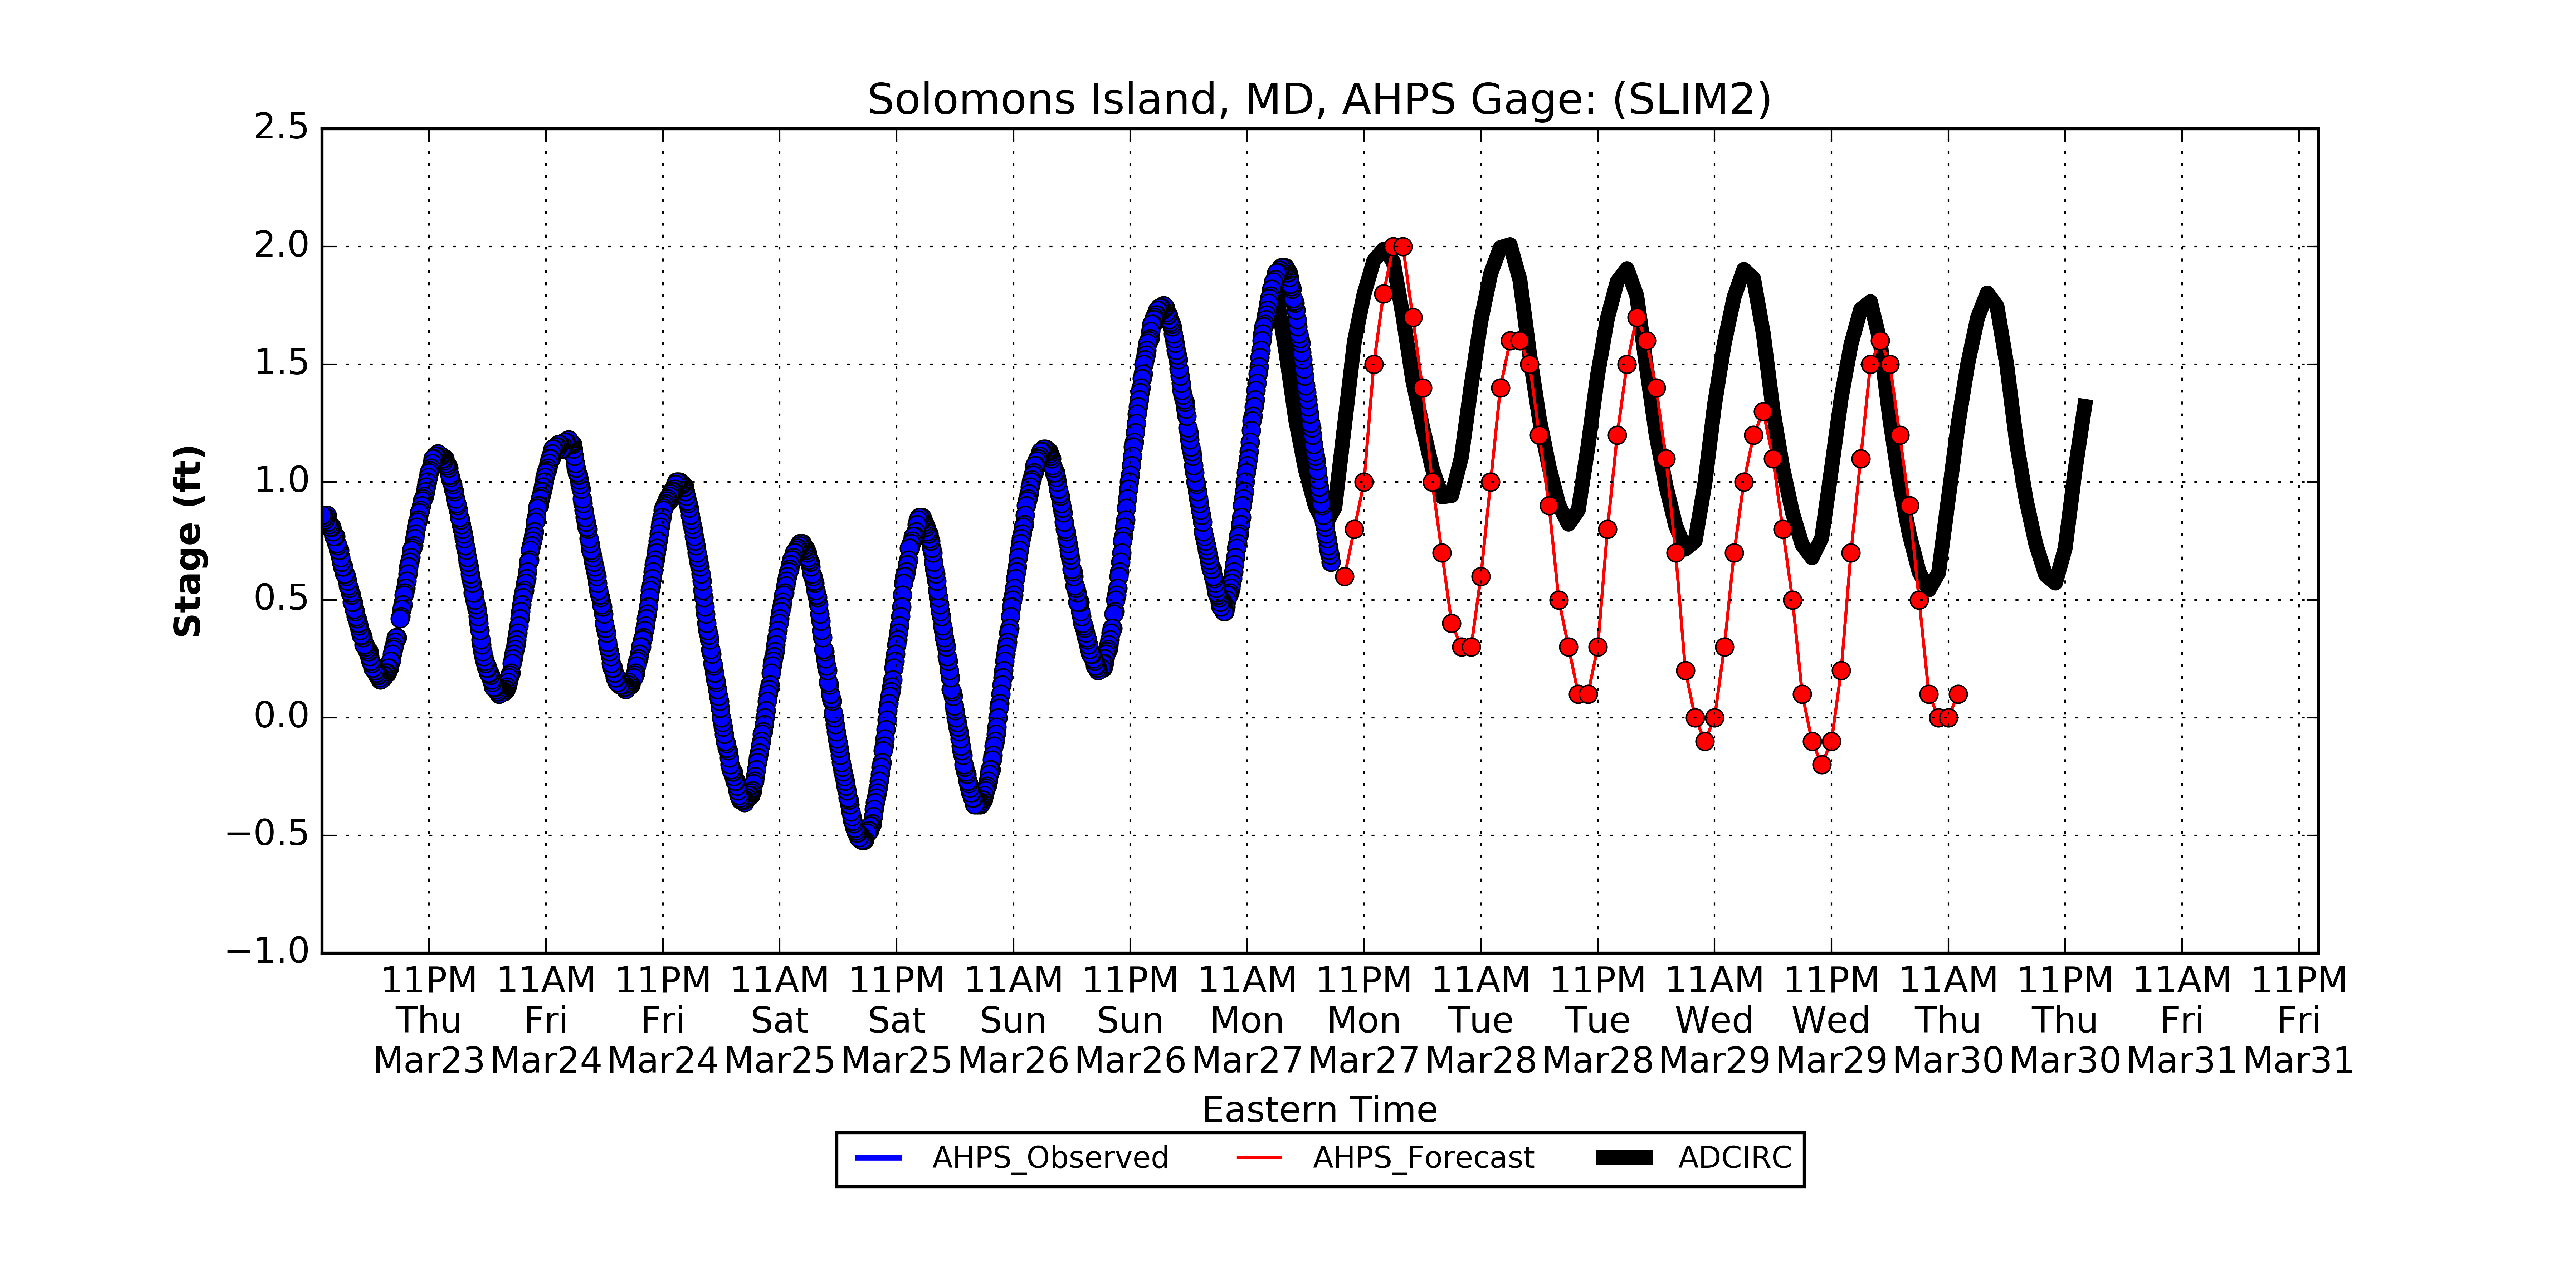 Solomons Island, MD, AHPS Gage: (SLIM2)
2.5
2.0
1.5
1.0
0.5
0.0
−0.5
−1.0
Stage (ft)
11PM 11AM 11PM 11AM 11PM 11AM 11PM 11AM 11PM 11AM 11PM 11AM 11PM 11AM 11PM 11AM 11PM
Thu Fri Fri Sat Sat Sun Sun Mon Mon Tue Tue Wed Wed Thu Thu Fri Fri
Mar23 Mar24 Mar24 Mar25 Mar25 Mar26 Mar26 Mar27 Mar27 Mar28 Mar28 Mar29 Mar29 Mar30 Mar30 Mar31 Mar31
Eastern Time
AHPS_Observed AHPS_Forecast ADCIRC